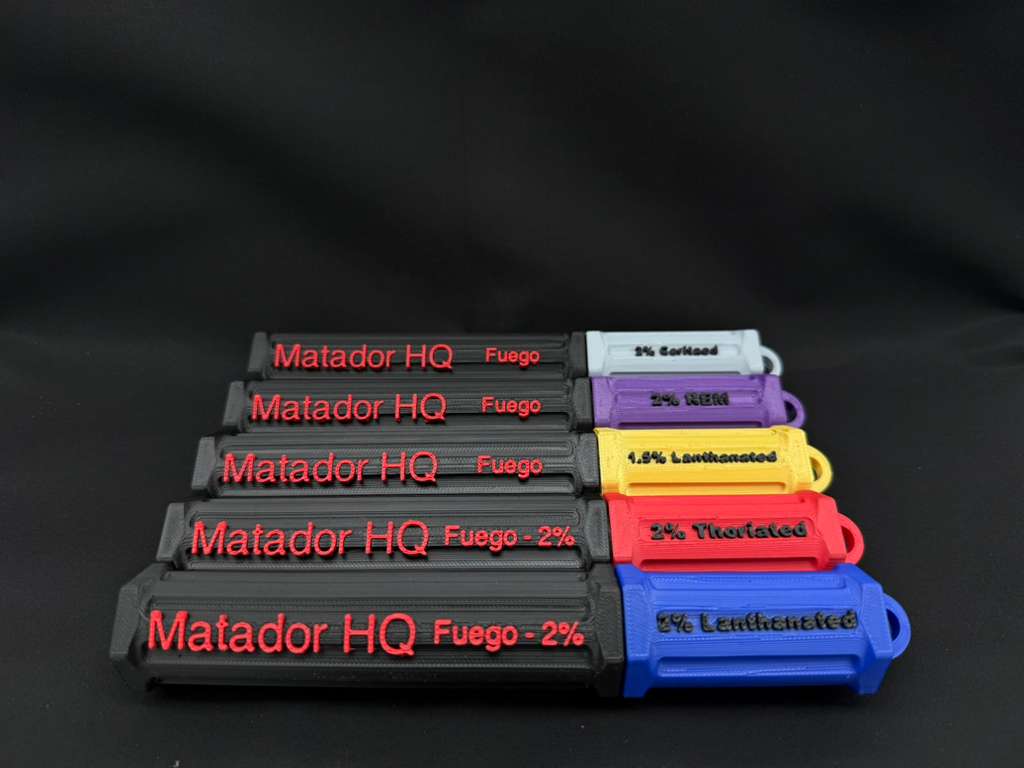 Matador HQ Fuego 2%
Matador HQ Fuego 2% REM
Matador HQ Fuego 1.5% Lanthanated
Matador HQ Fuego - 2% 2% Thoriated
Matador HQ Fuego - 2% 2% Lanthanated